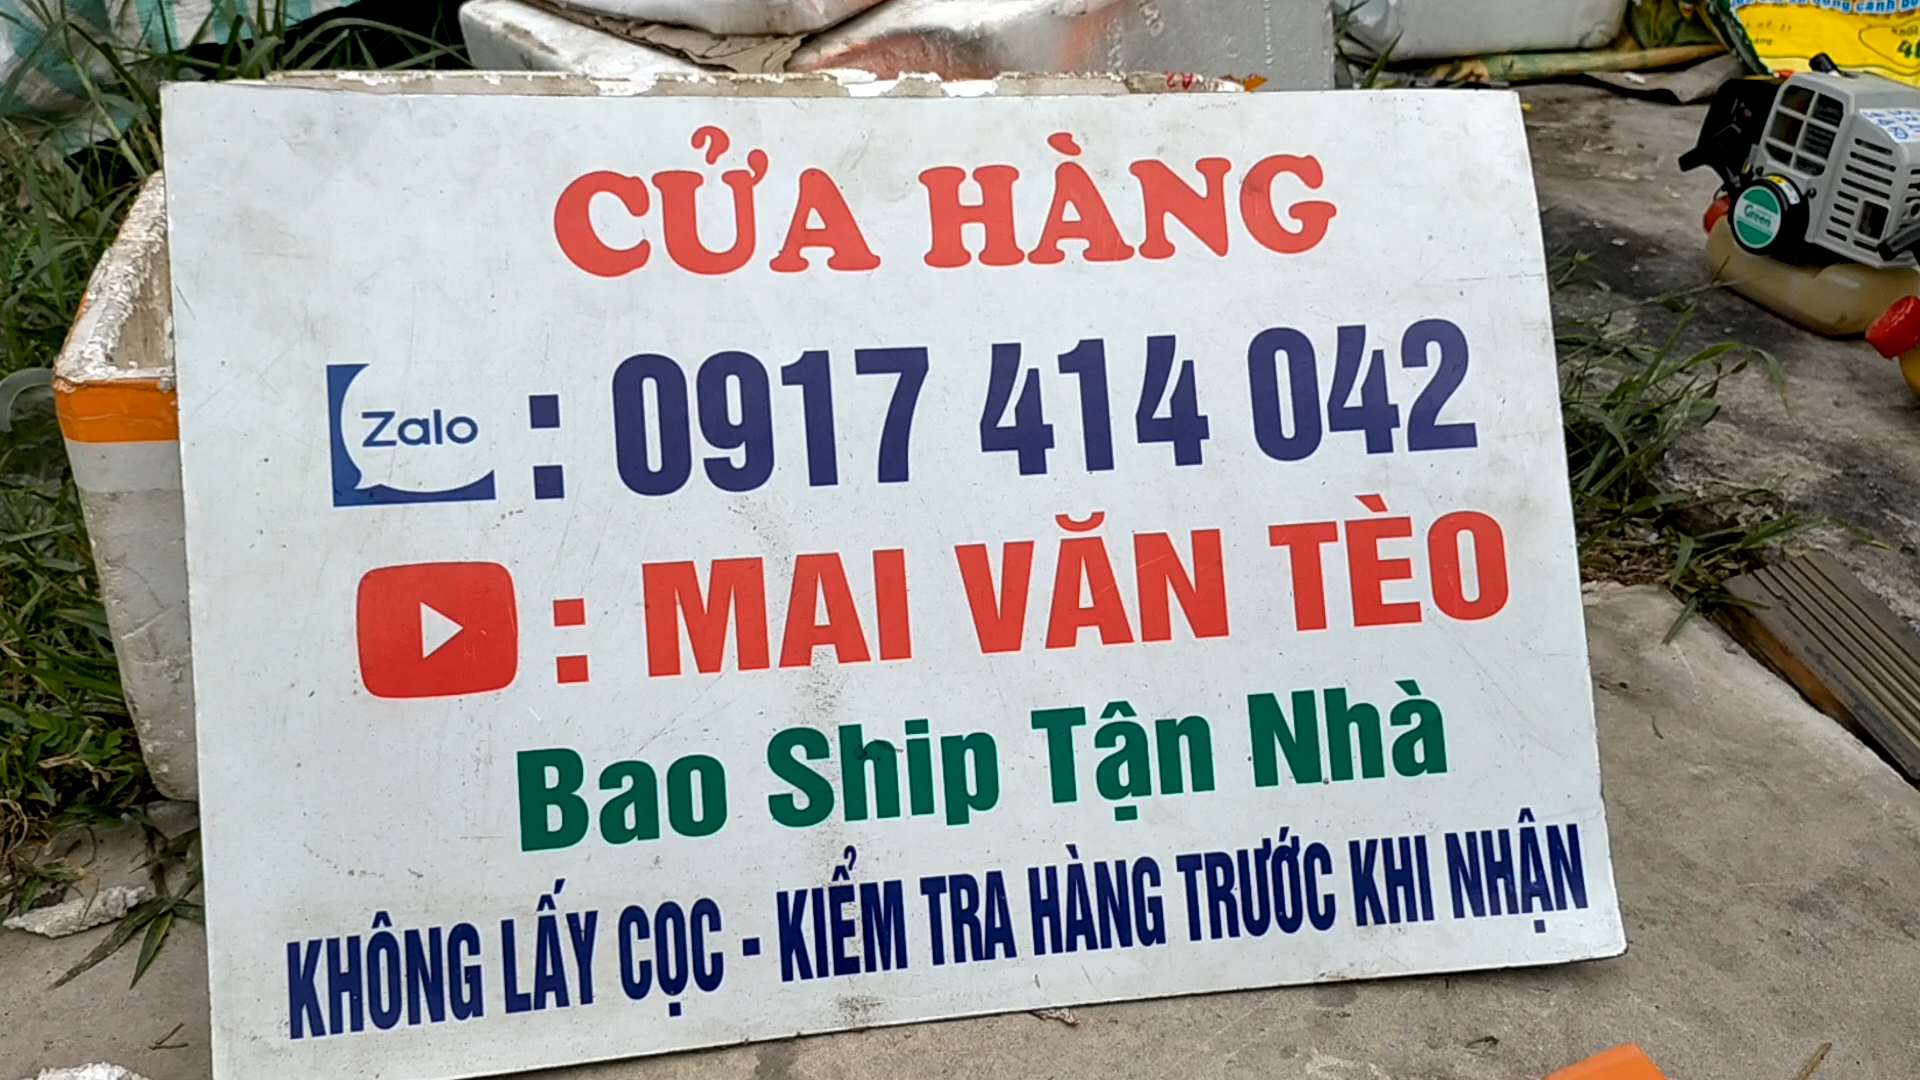 CỬA HÀNG
Zalo : 0917 414 042
: MAI VĂN TÈO
Bao Ship Tận Nhà
KHÔNG LẤY CỌC - KIỂM TRA HÀNG TRƯỚC KHI NHẬN
Green